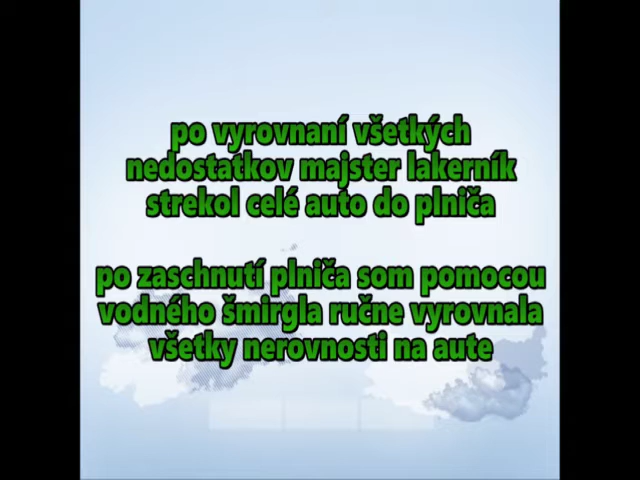 po vyrovnaní všetkých
nedostatkov majster lakerník
strekol celé auto do plniča
po zaschnutí plniča som pomocou
vodného šmirgla ručne vyrovnala
všetky nerovnosti na aute